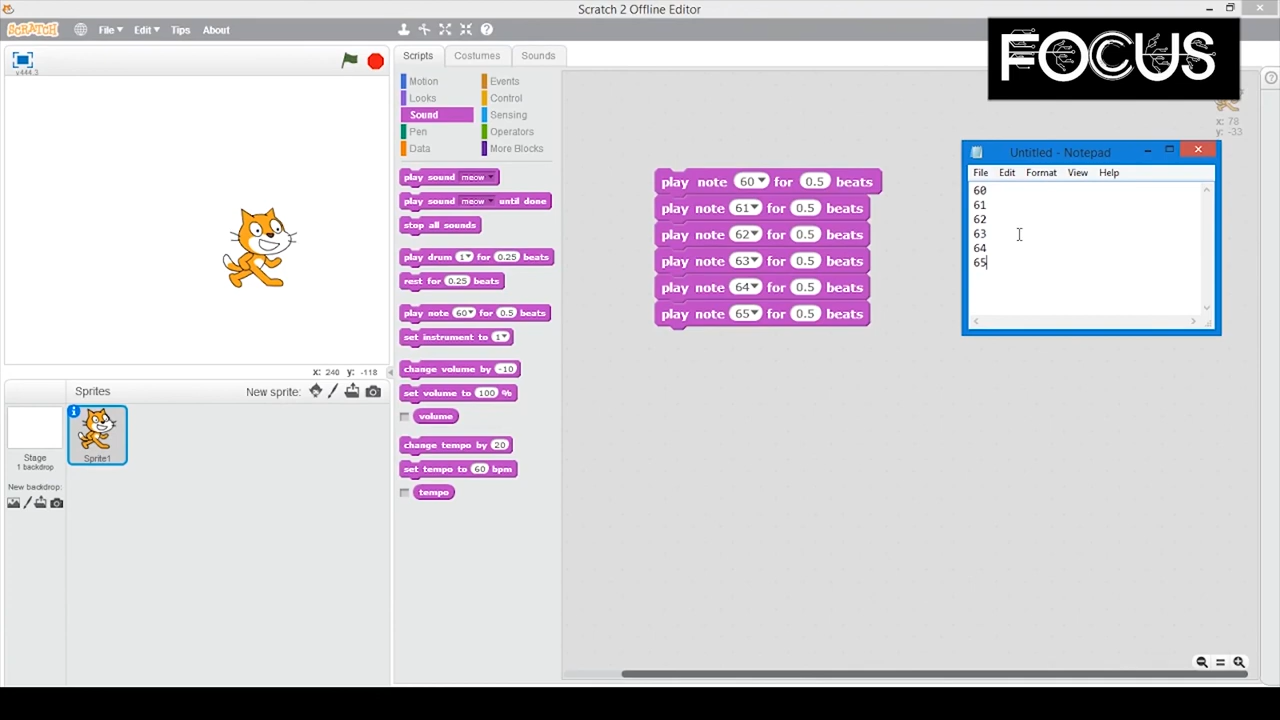 Scratch 2 Offline Editor
SCRATCH File Edit Tips About
FOCUS
v444.3
Scripts Costumes Sounds
Motion Events
Looks Control
Sound Sensing
Pen Operators
Data More Blocks
x: 78
y: -33
play sound meow
play sound meow until done
stop all sounds
play drum 1 for 0.25 beats
rest for 0.25 beats
play note 60 for 0.5 beats
set instrument to 1
change volume by -10
set volume to 100 %
volume
change tempo by 20
set tempo to 60 bpm
tempo
play note 60 for 0.5 beats
play note 61 for 0.5 beats
play note 62 for 0.5 beats
play note 63 for 0.5 beats
play note 64 for 0.5 beats
play note 65 for 0.5 beats
Untitled - Notepad
File Edit Format View Help
60
61
62
63
64
65
x: 240 y: -118
Sprites New sprite:
Stage
1 backdrop
Sprite1
New backdrop: